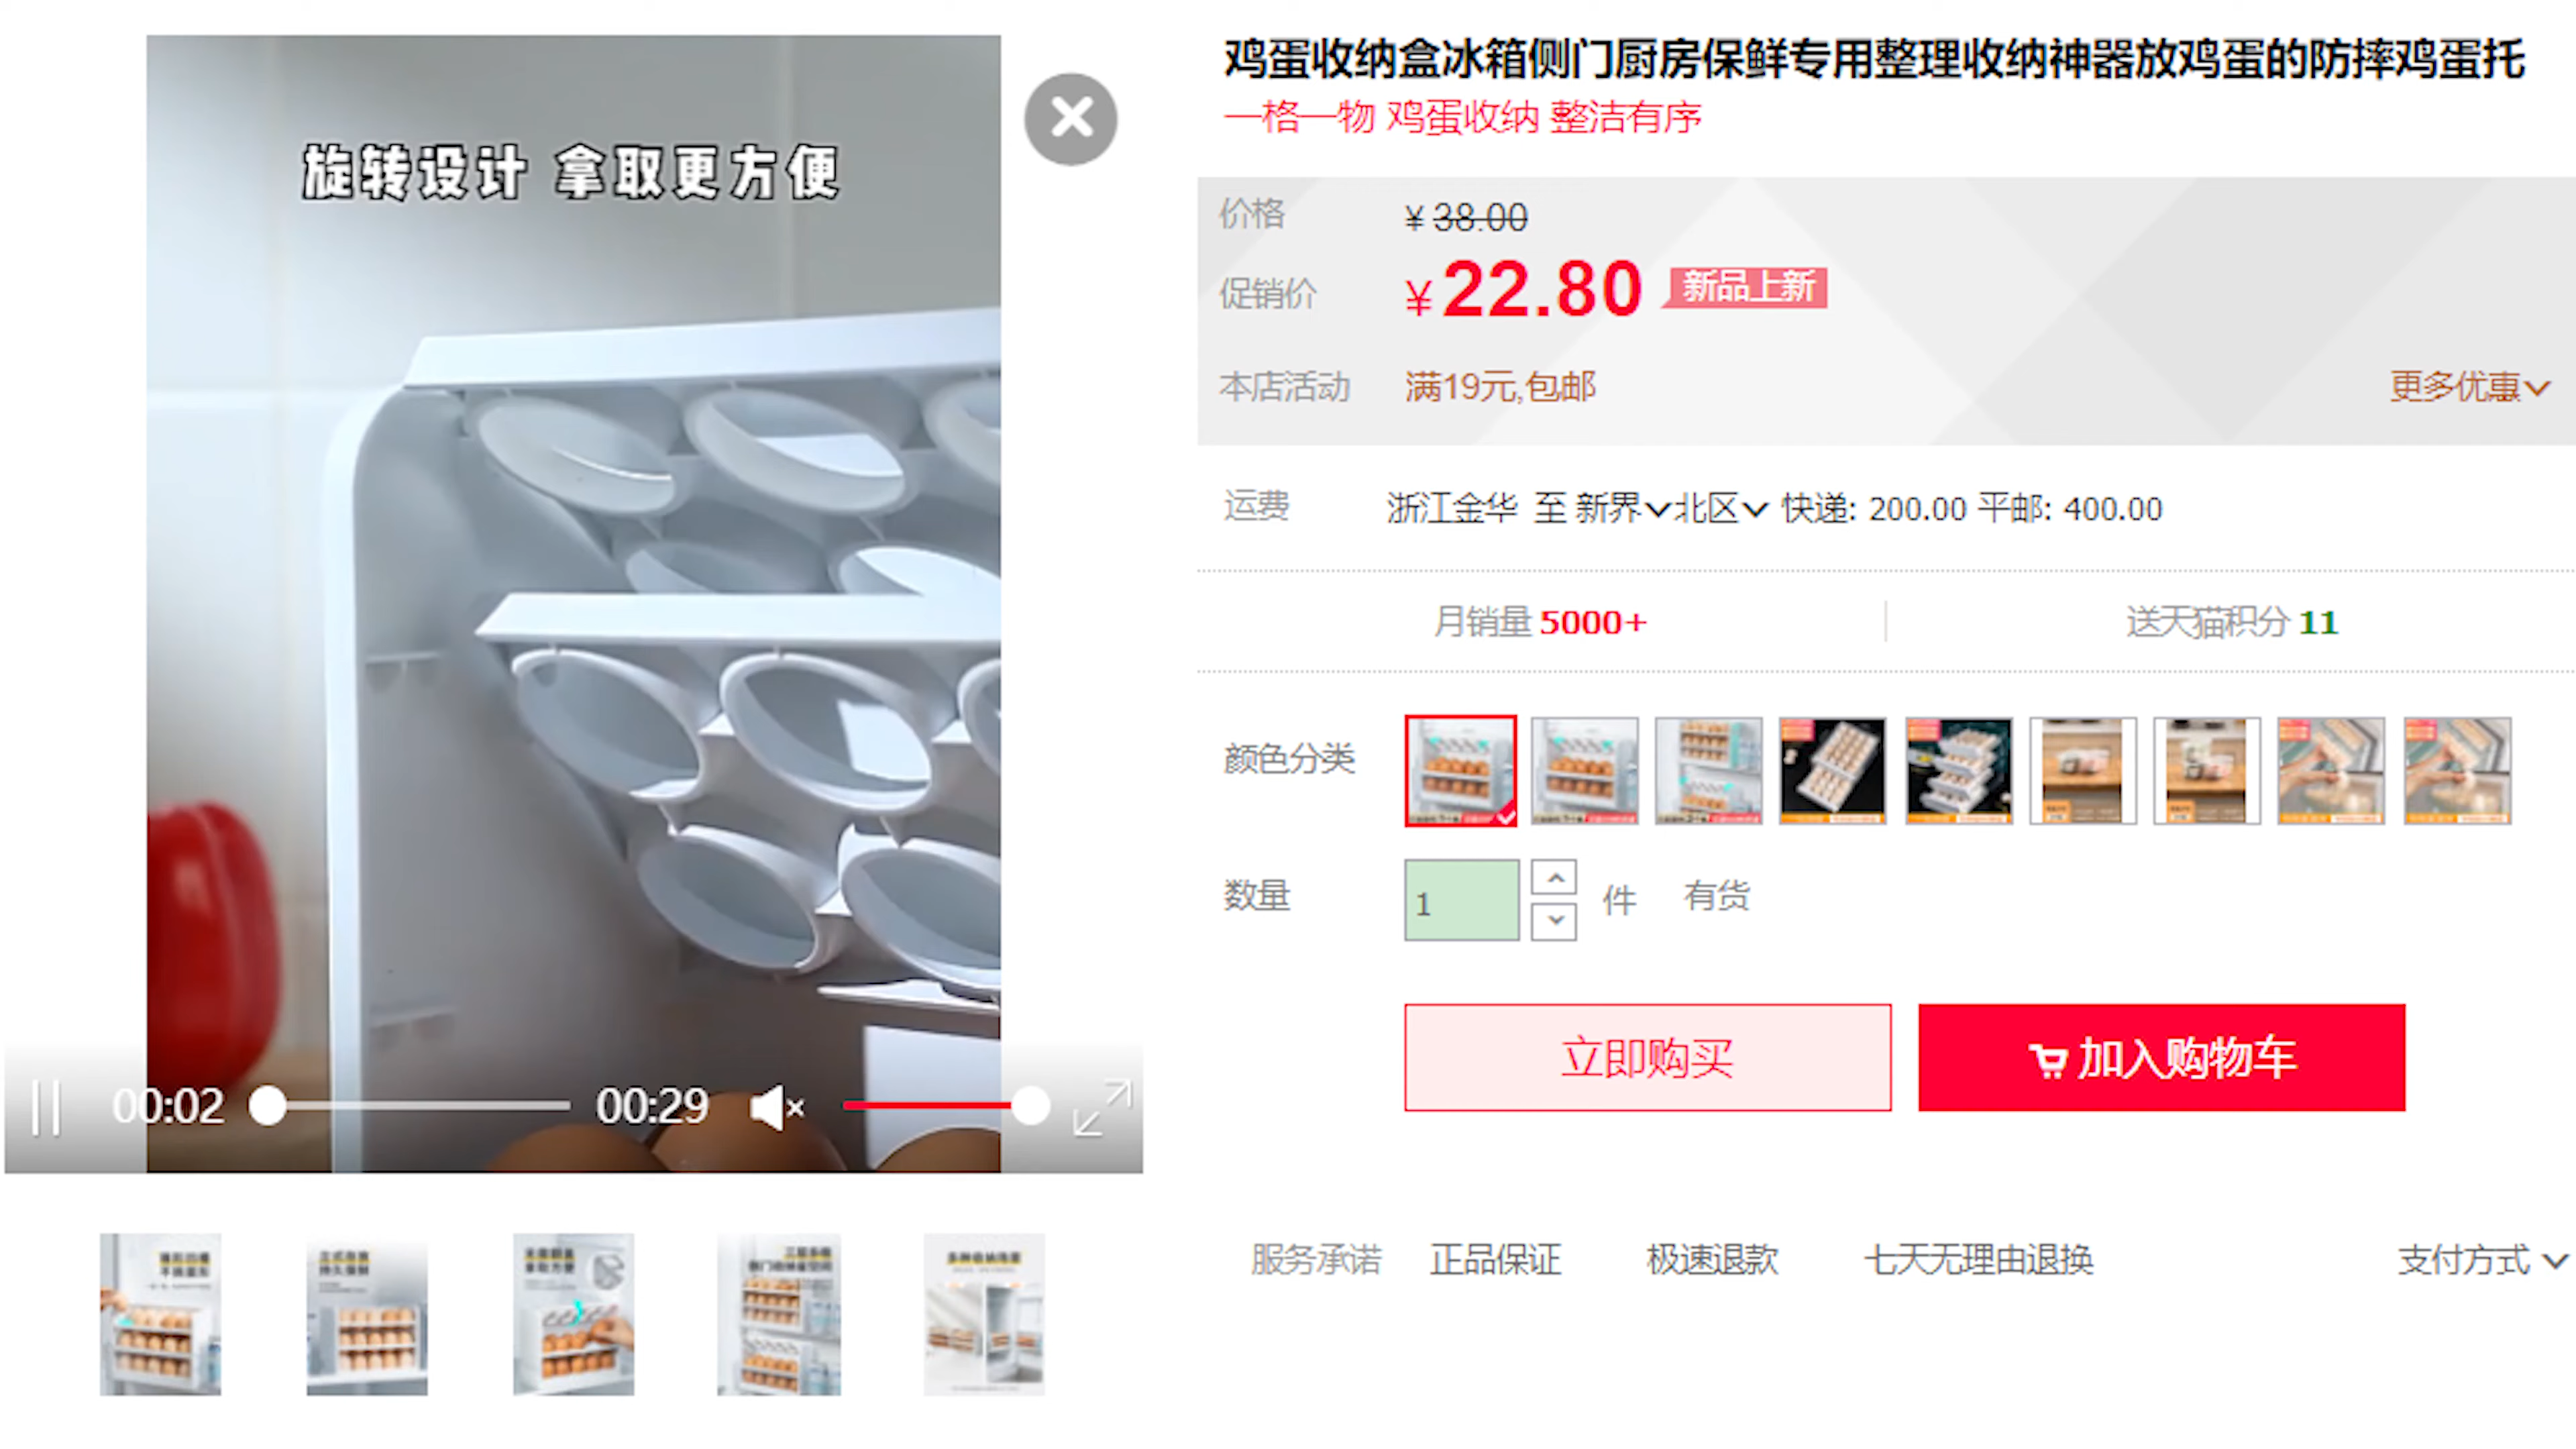 旋转设计 拿取更方便
00:02
00:29
鸡蛋收纳盒冰箱侧门厨房保鲜专用整理收纳神器放鸡蛋的防摔鸡蛋托
一格一物 鸡蛋收纳 整洁有序
价格 ¥ 38.00
促销价 ¥ 22.80 新品上新
本店活动 满19元,包邮 更多优惠
运费 浙江金华 至 新界 北区 快递: 200.00 平邮: 400.00
月销量 5000+ 送天猫积分 11
颜色分类
数量 1 件 有货
立即购买 加入购物车
服务承诺 正品保证 极速退款 七天无理由退换 支付方式